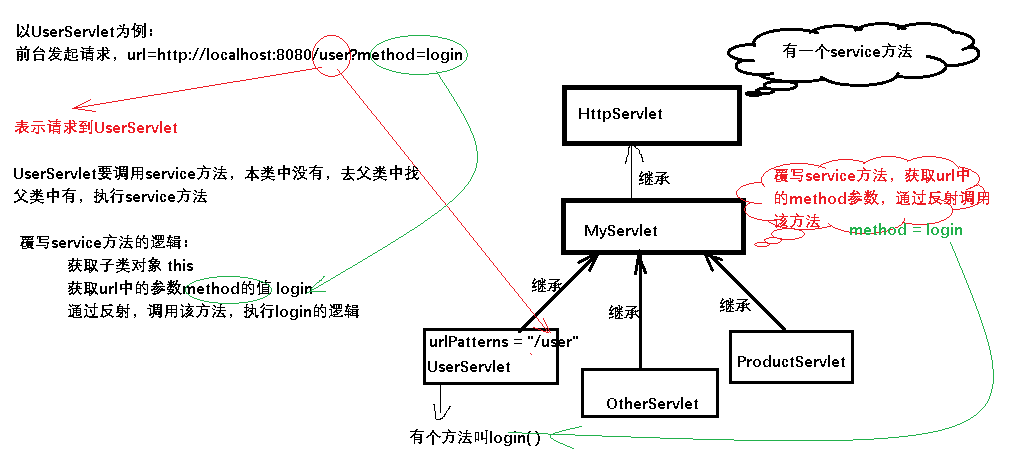 以UserServlet为例：
前台发起请求，url=http://localhost:8080/user?method=login
表示请求到UserServlet
UserServlet要调用service方法，本类中没有，去父类中找
父类中有，执行service方法
覆写service方法的逻辑：
获取子类对象 this
获取url中的参数method的值 login
通过反射，调用该方法，执行login的逻辑
有一个service方法
HttpServlet
继承
覆写service方法，获取url中
的method参数，通过反射调用
该方法
method = login
MyServlet
继承
继承
继承
urlPatterns = "/user"
UserServlet
OtherServlet
ProductServlet
有个方法叫login( )